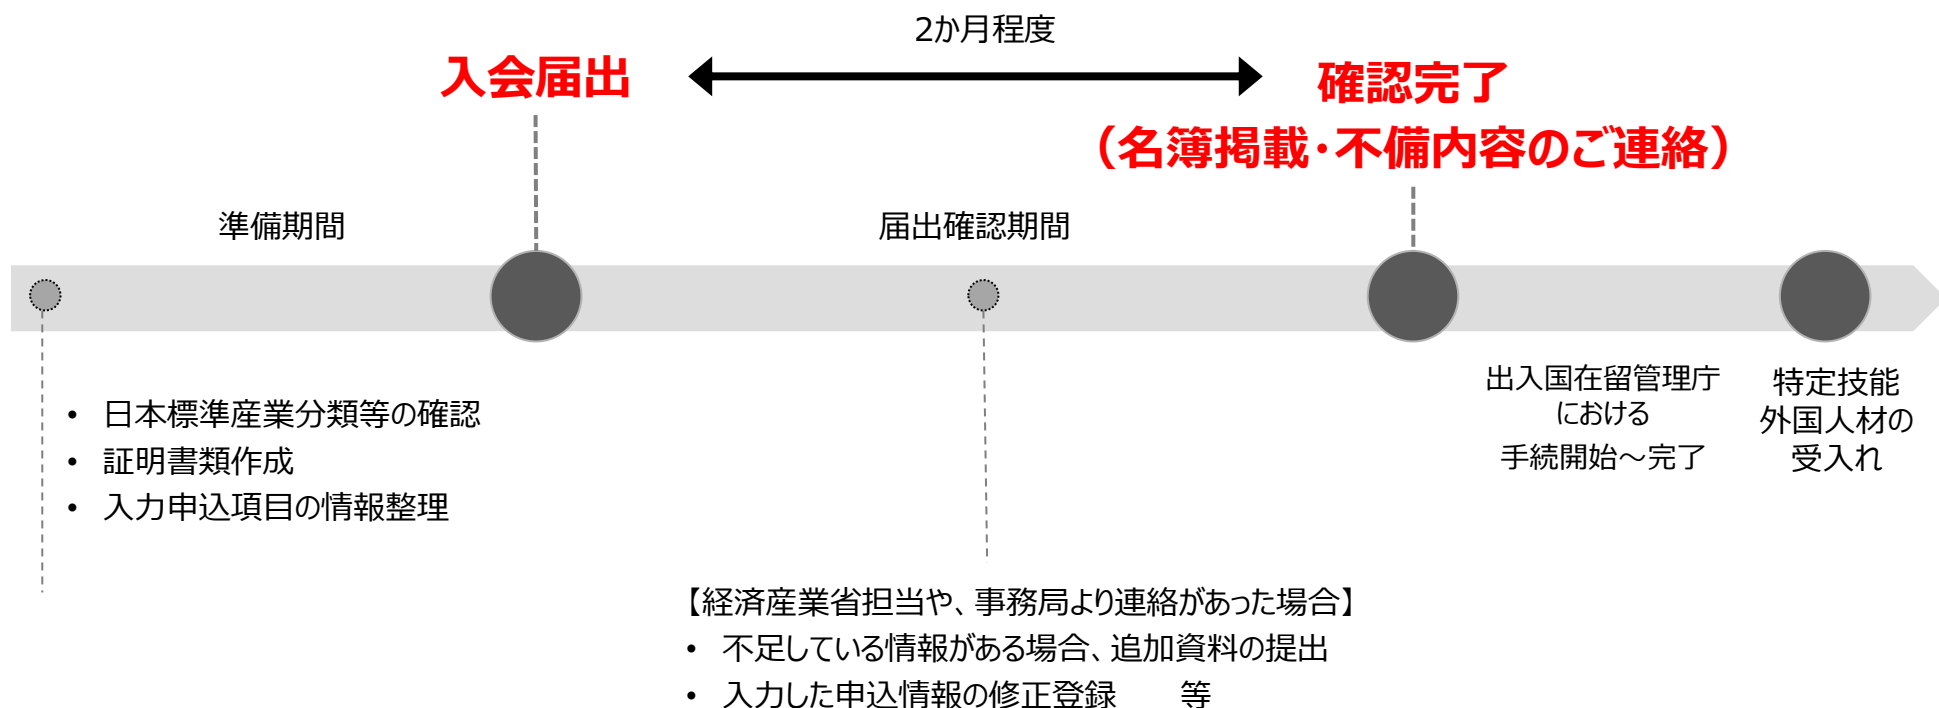 2か月程度
入会届出
確認完了
（名簿掲載・不備内容のご連絡）
準備期間
届出確認期間
• 日本標準産業分類等の確認
• 証明書類作成
• 入力申込項目の情報整理
出入国在留管理庁
における
手続開始～完了
特定技能
外国人材の
受入れ
【経済産業省担当や、事務局より連絡があった場合】
• 不足している情報がある場合、追加資料の提出
• 入力した申込情報の修正登録　　等